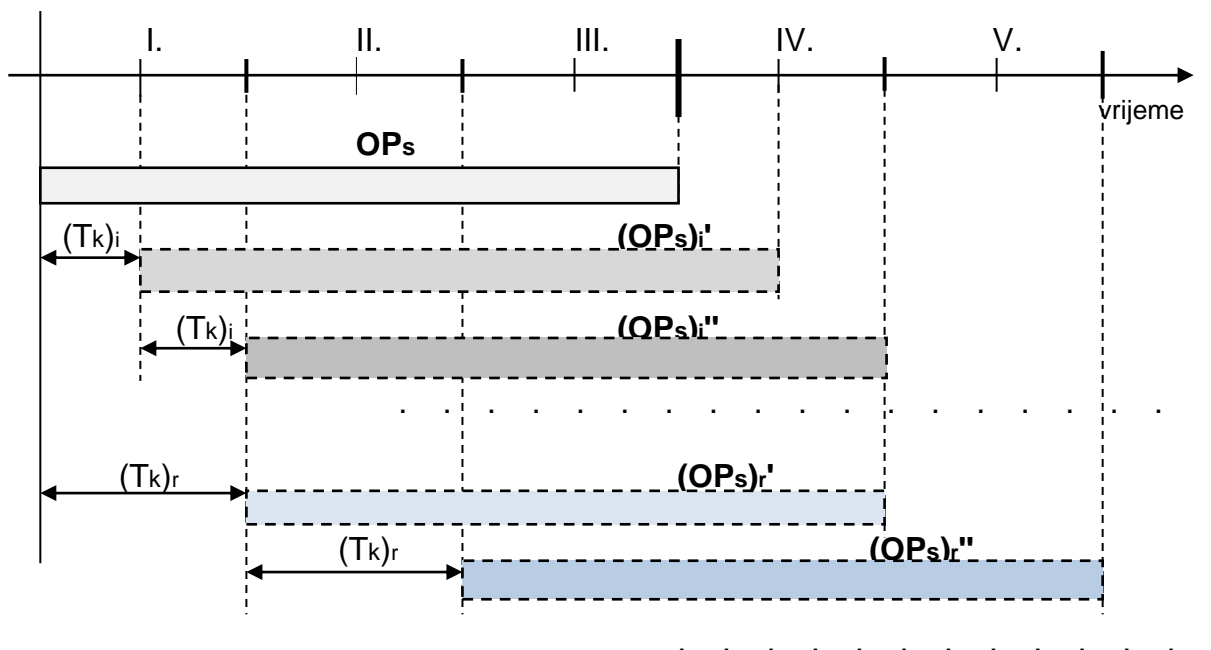 I. II. III. IV. V.
vrijeme
OPs
(Tk)i (OPs)i'
(Tk)i (OPs)i"
(Tk)r (OPs)r'
(Tk)r (OPs)r"